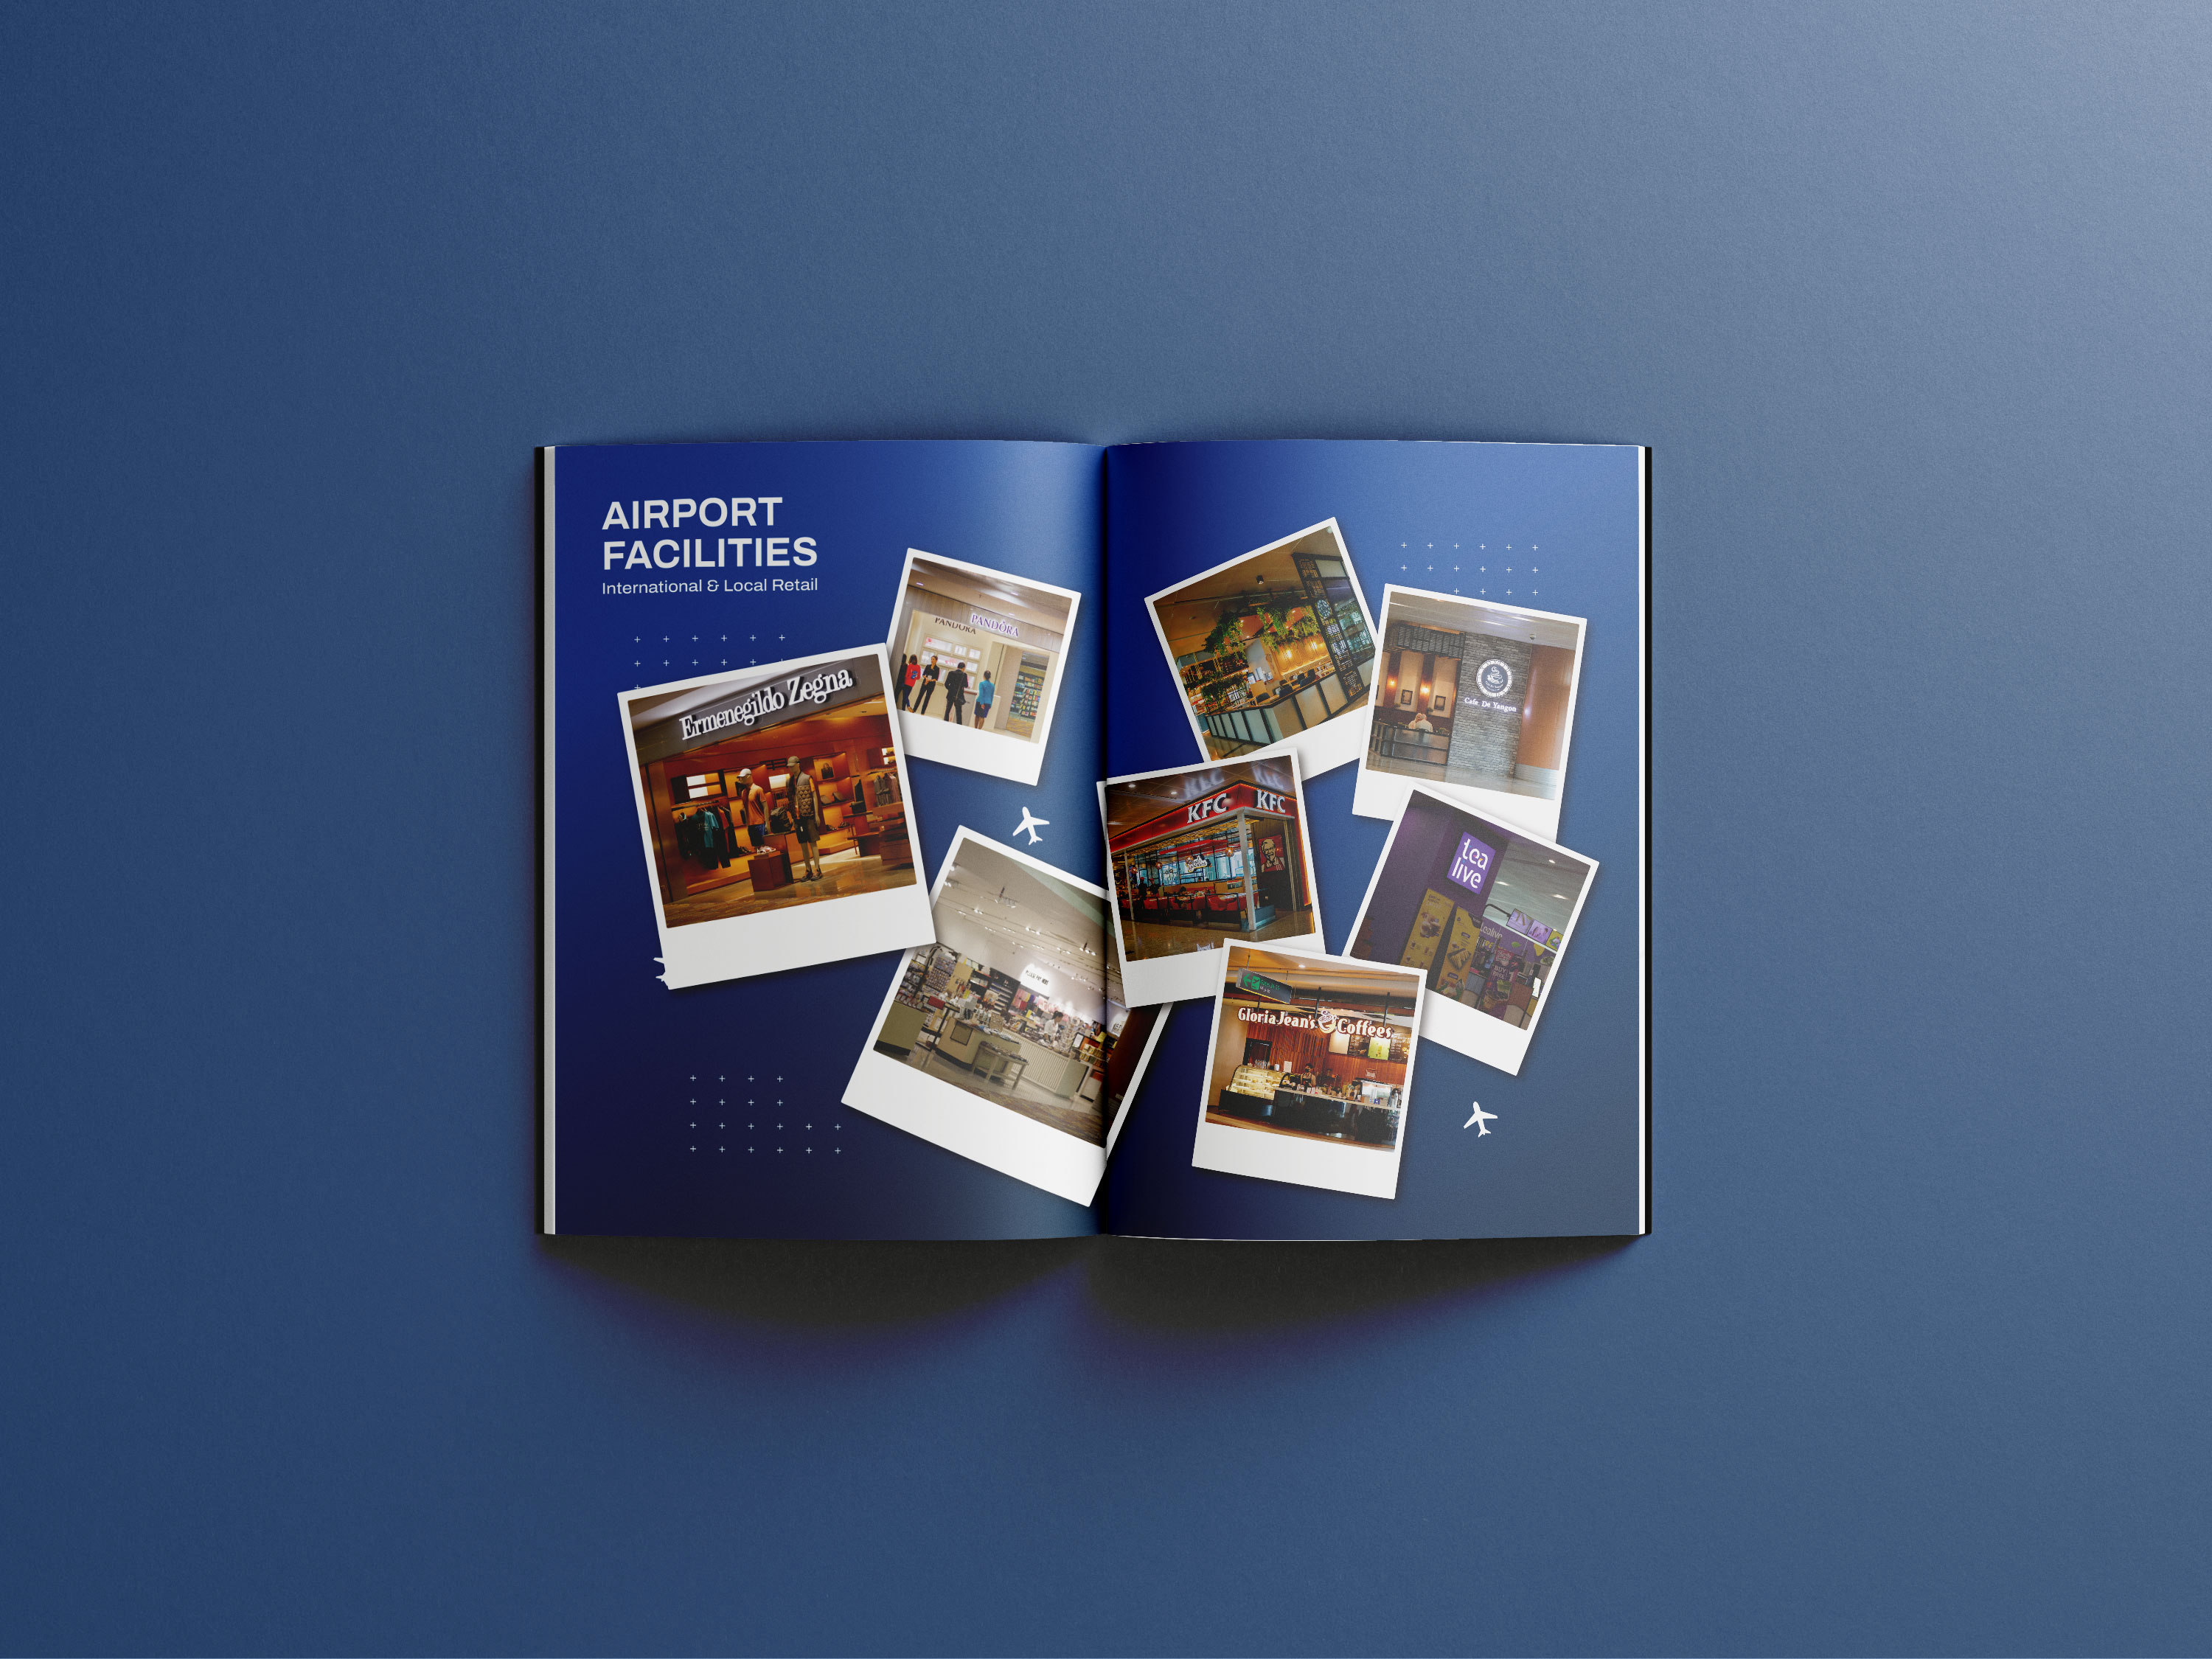 AIRPORT
FACILITIES
International & Local Retail
PANDORA
PANDORA
Ermenegildo Zegna
Cafe De Yangon
KFC
KFC
KFC
tea
live
Gloria Jean's Coffees